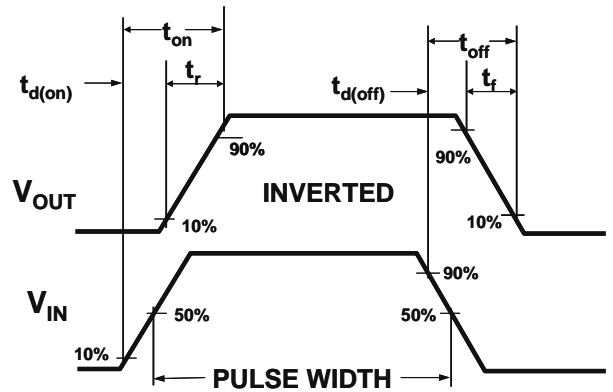 t_on t_off
t_d(on) t_r t_d(off) t_f
90% 90%
V_OUT INVERTED
10% 10%
90%
V_IN 50% 50%
10%
PULSE WIDTH